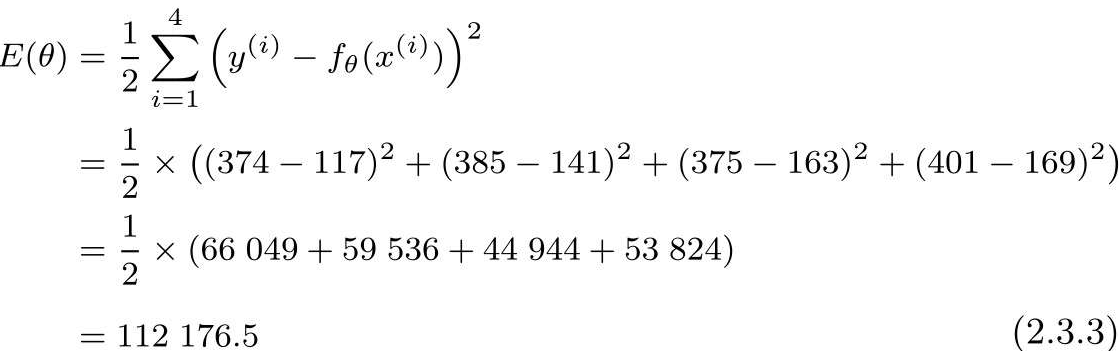 E(θ) = 1/2 ∑_{i=1}^{4} (y^{(i)} − f_θ(x^{(i)}))^2
= 1/2 × ((374 − 117)^2 + (385 − 141)^2 + (375 − 163)^2 + (401 − 169)^2)
= 1/2 × (66 049 + 59 536 + 44 944 + 53 824)
= 112 176.5 (2.3.3)